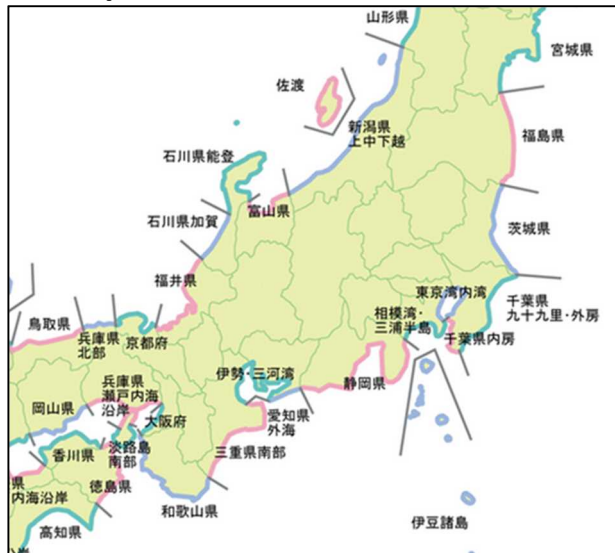 山形県
宮城県
佐渡
新潟県
上中下越
福島県
石川県能登
富山県
石川県加賀
茨城県
福井県
東京湾内湾
千葉県
九十九里・外房
相模湾・
三浦半島
千葉県内房
鳥取県
兵庫県
北部
京都府
伊勢・三河湾
静岡県
兵庫県
瀬戸内海
沿岸
岡山県
大阪府
愛知県
外海
香川県
淡路島
南部
三重県南部
県
内海沿岸
徳島県
和歌山県
高知県
伊豆諸島